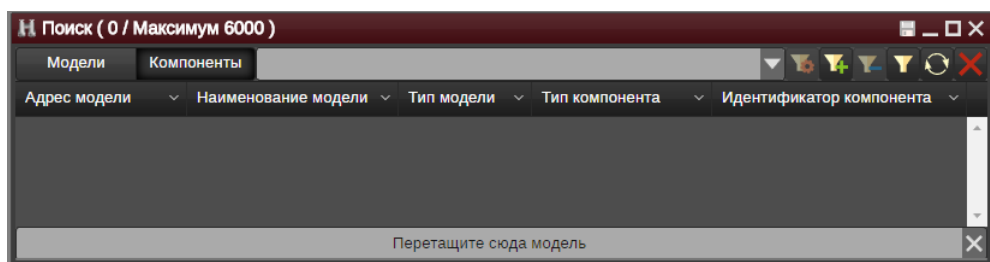 Поиск ( 0 / Максимум 6000 )
Модели Компоненты
Адрес модели Наименование модели Тип модели Тип компонента Идентификатор компонента
Перетащите сюда модель